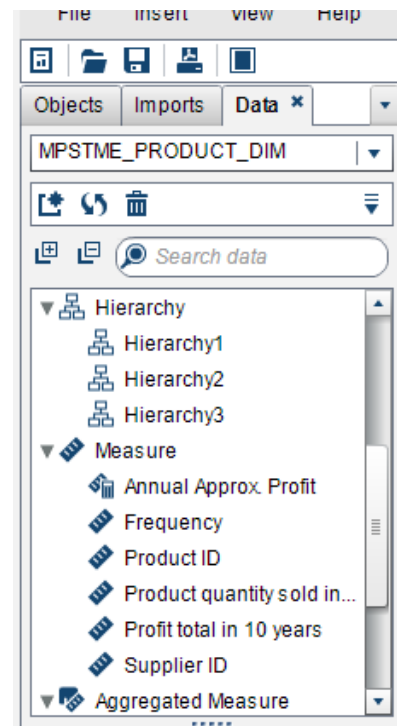 File Insert View Help
Objects Imports Data
MPSTME_PRODUCT_DIM
Search data
Hierarchy
Hierarchy1
Hierarchy2
Hierarchy3
Measure
Annual Approx. Profit
Frequency
Product ID
Product quantity sold in...
Profit total in 10 years
Supplier ID
Aggregated Measure